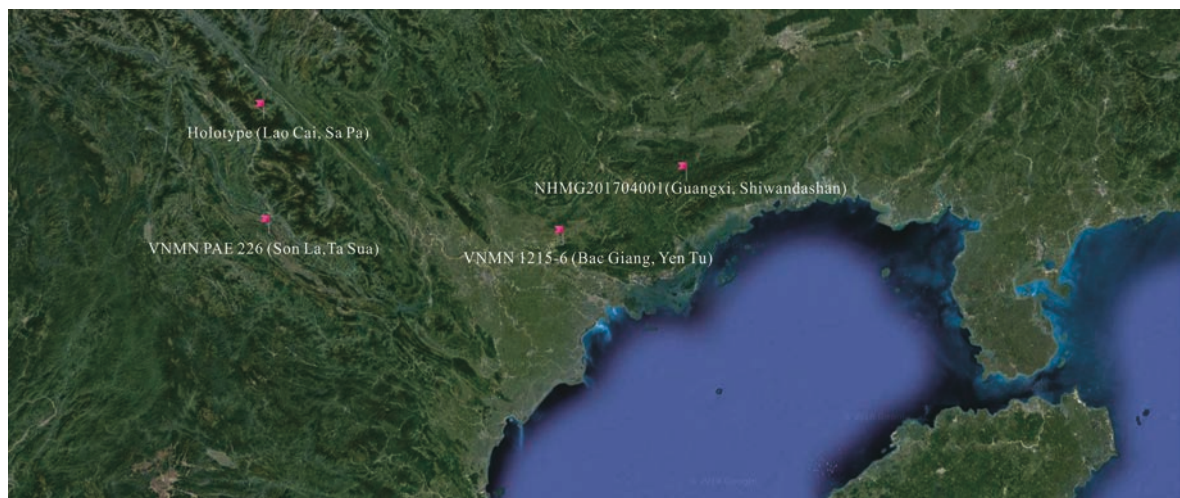 Holotype (Lao Cai, Sa Pa)
NHMG201704001(Guangxi, Shiwandashan)
VNMN PAE 226 (Son La,Ta Sua)
VNMN 1215-6 (Bac Giang, Yen Tu)